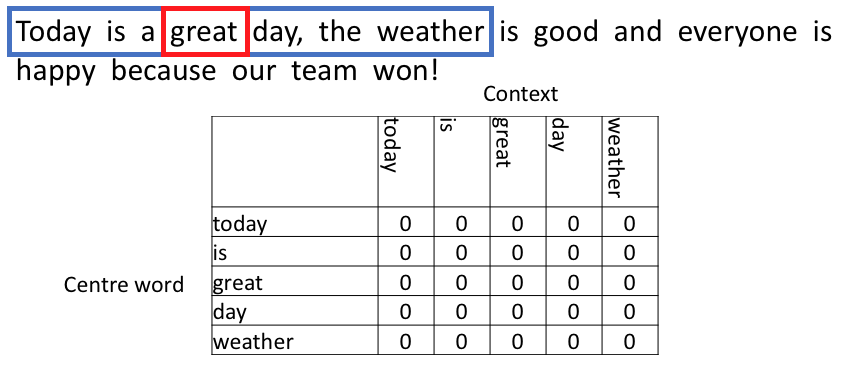 Today is a great day, the weather is good and everyone is
happy because our team won!
Context
today is great day weather
today 0 0 0 0 0
is 0 0 0 0 0
Centre word great 0 0 0 0 0
day 0 0 0 0 0
weather 0 0 0 0 0